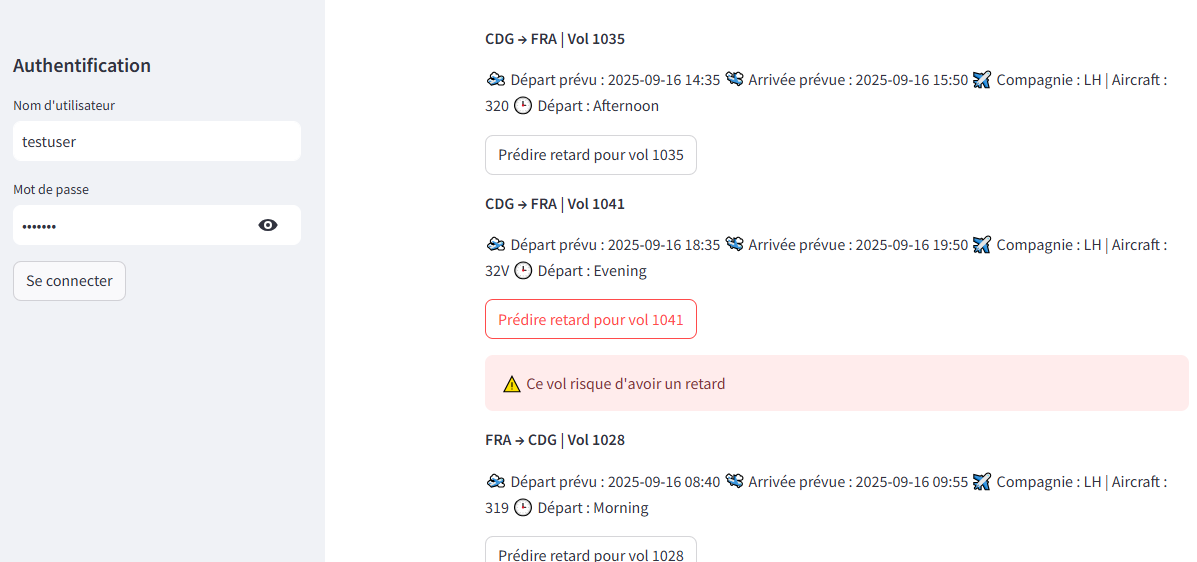 Authentification
Nom d'utilisateur
testuser
Mot de passe
•••••••
Se connecter
CDG → FRA | Vol 1035
Départ prévu : 2025-09-16 14:35 Arrivée prévue : 2025-09-16 15:50 Compagnie : LH | Aircraft :
320 Départ : Afternoon
Prédire retard pour vol 1035
CDG → FRA | Vol 1041
Départ prévu : 2025-09-16 18:35 Arrivée prévue : 2025-09-16 19:50 Compagnie : LH | Aircraft :
32V Départ : Evening
Prédire retard pour vol 1041
Ce vol risque d'avoir un retard
FRA → CDG | Vol 1028
Départ prévu : 2025-09-16 08:40 Arrivée prévue : 2025-09-16 09:55 Compagnie : LH | Aircraft :
319 Départ : Morning
Prédire retard pour vol 1028